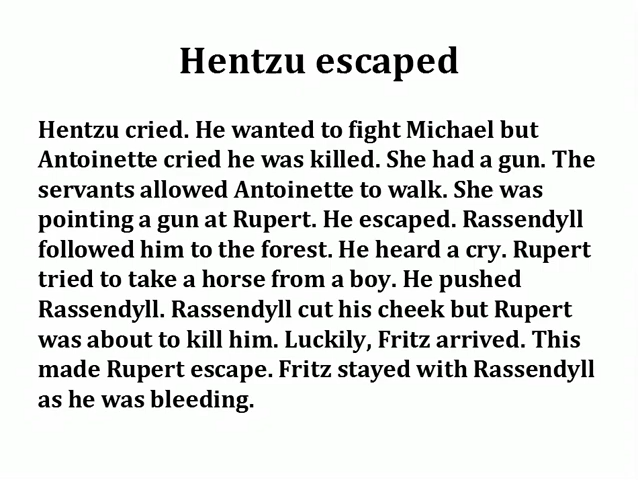 Hentzu escaped
Hentzu cried. He wanted to fight Michael but
Antoinette cried he was killed. She had a gun. The
servants allowed Antoinette to walk. She was
pointing a gun at Rupert. He escaped. Rassendyll
followed him to the forest. He heard a cry. Rupert
tried to take a horse from a boy. He pushed
Rassendyll. Rassendyll cut his cheek but Rupert
was about to kill him. Luckily, Fritz arrived. This
made Rupert escape. Fritz stayed with Rassendyll
as he was bleeding.